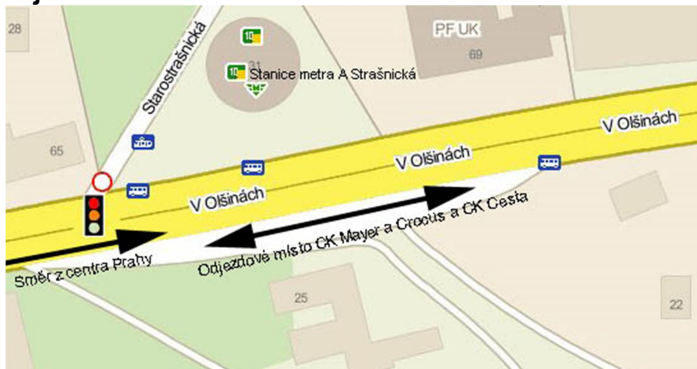 28
PF UK
69
Starostrašnická
31
Stanice metra A Strašnická
65
V Olšinách
V Olšinách
V Olšinách
Směr z centra Prahy
Odjezdové místo CK Mayer a Crocus a CK Cesta
25
22